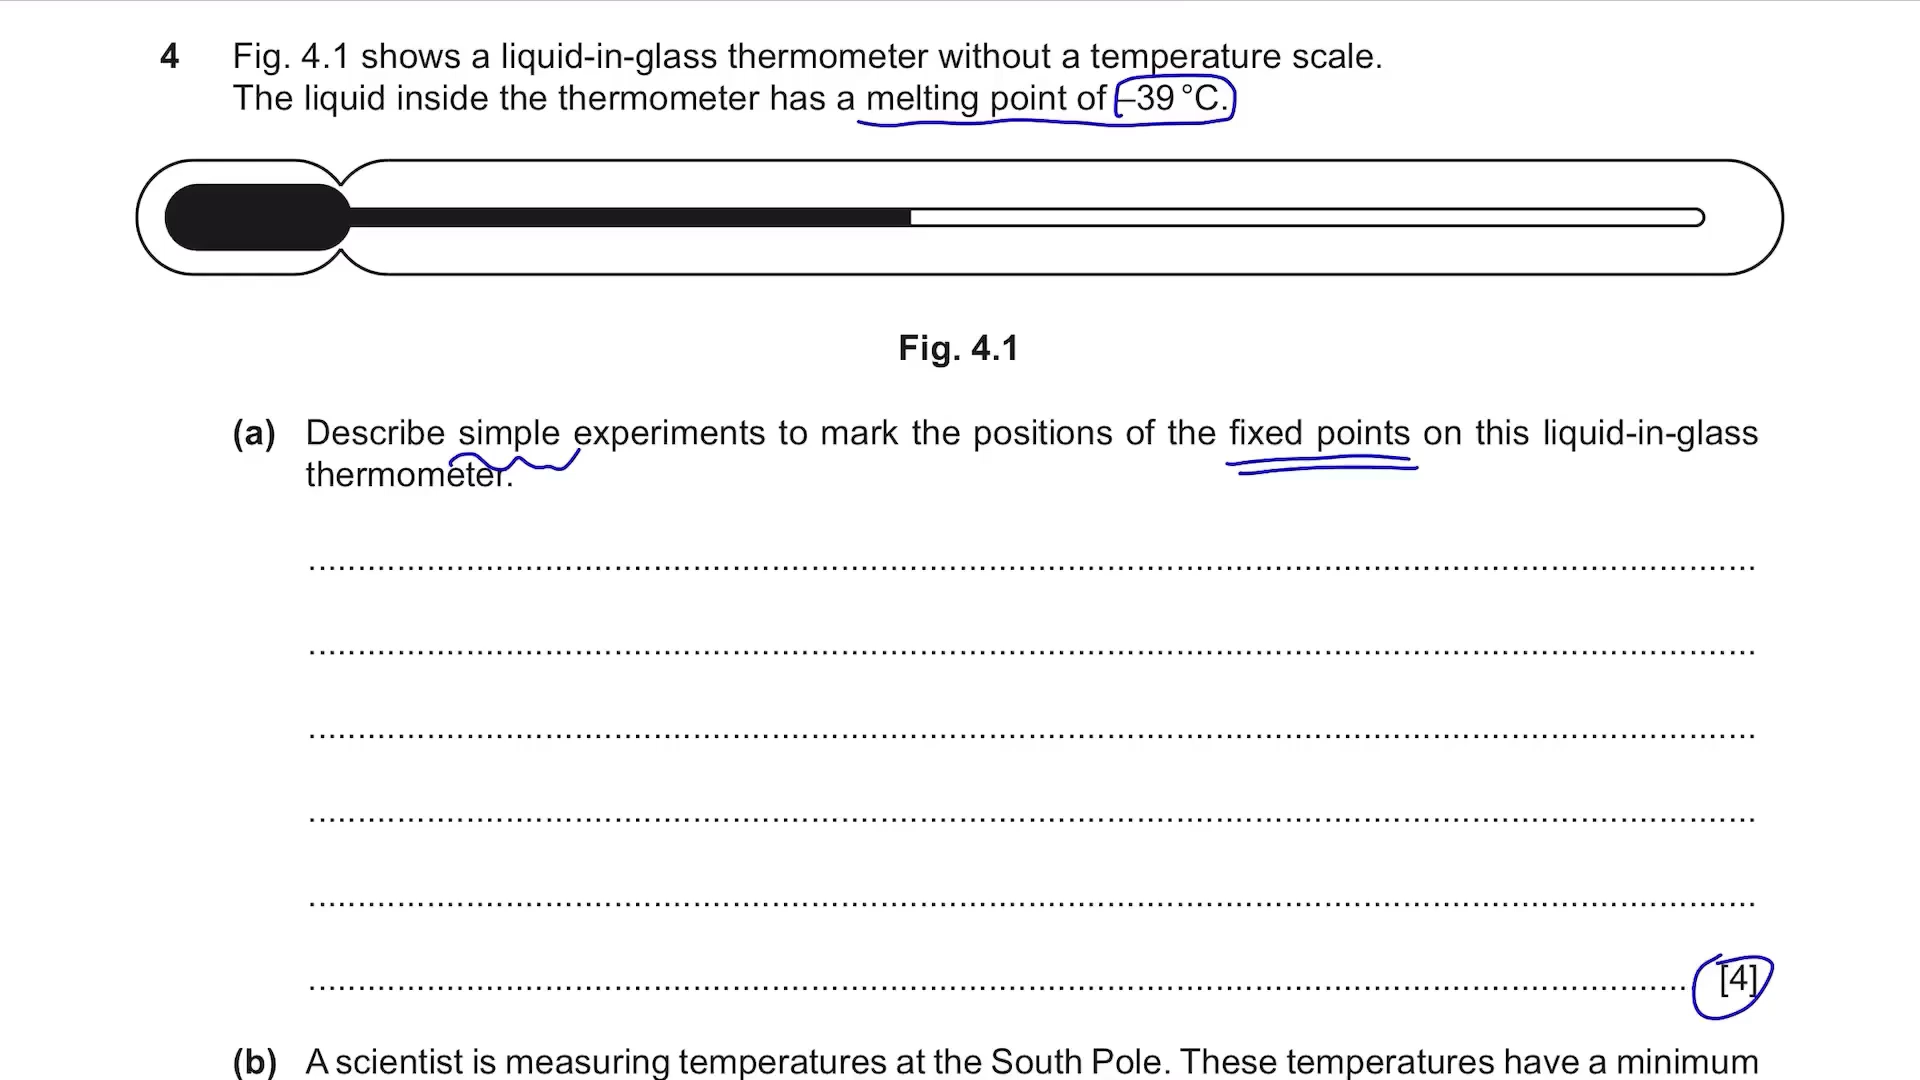 4 Fig. 4.1 shows a liquid-in-glass thermometer without a temperature scale.
The liquid inside the thermometer has a melting point of –39 °C.
Fig. 4.1
(a) Describe simple experiments to mark the positions of the fixed points on this liquid-in-glass
thermometer.
[4]
(b) A scientist is measuring temperatures at the South Pole. These temperatures have a minimum